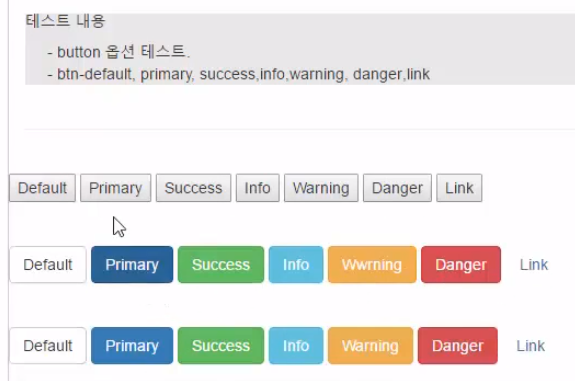 테스트 내용
- button 옵션 테스트.
- btn-default, primary, success,info,warning, danger,link
Default Primary Success Info Warning Danger Link
Default Primary Success Info Wwrning Danger Link
Default Primary Success Info Warning Danger Link